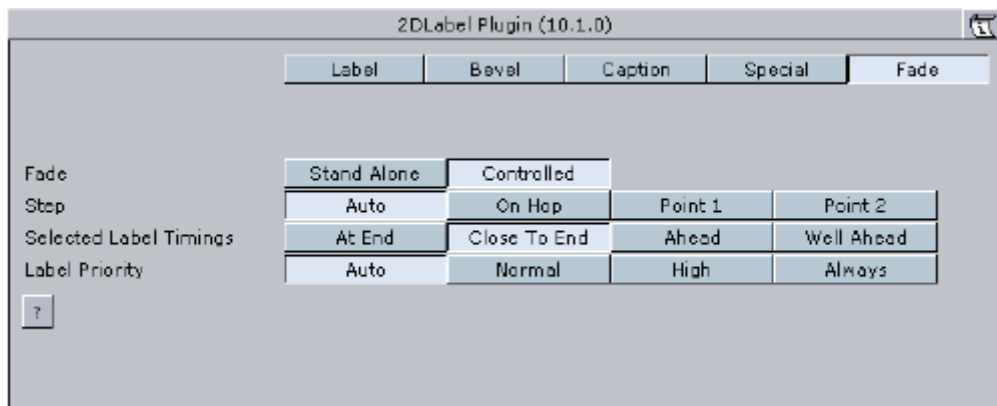 2DLabel Plugin (10.1.0)
Label Bevel Caption Special Fade
Fade Stand Alone Controlled
Step Auto On Hop Point 1 Point 2
Selected Label Timings At End Close To End Ahead Well Ahead
Label Priority Auto Normal High Always
?